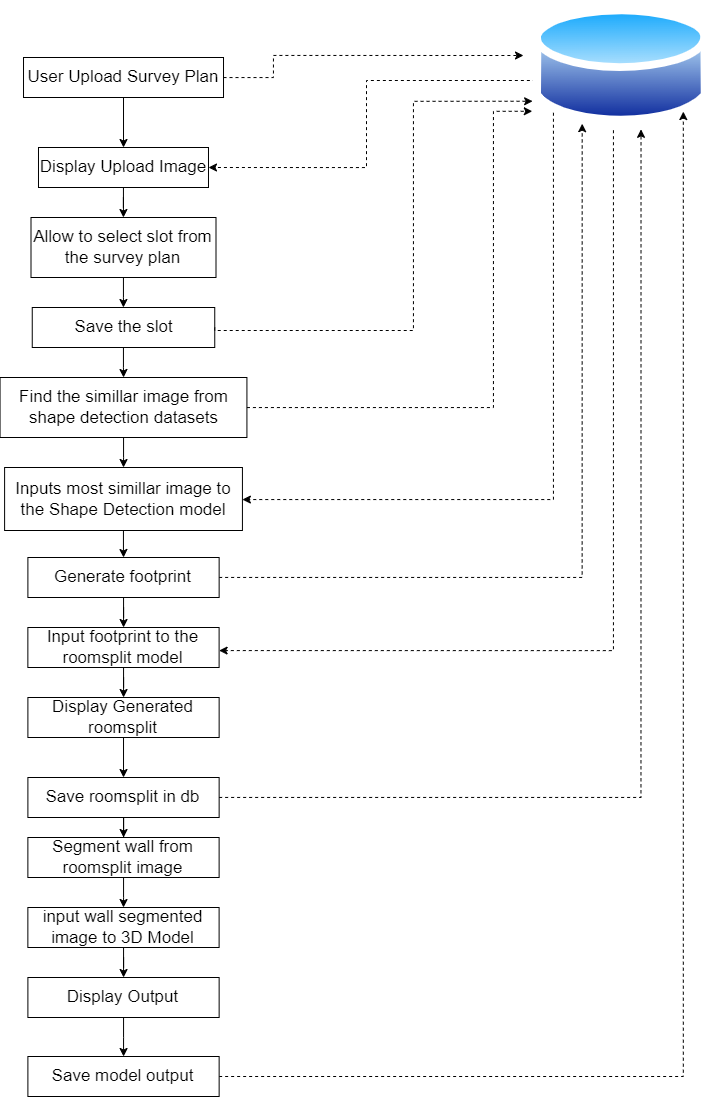 User Upload Survey Plan
Display Upload Image
Allow to select slot from
the survey plan
Save the slot
Find the simillar image from
shape detection datasets
Inputs most simillar image to
the Shape Detection model
Generate footprint
Input footprint to the
roomsplit model
Display Generated
roomsplit
Save roomsplit in db
Segment wall from
roomsplit image
input wall segmented
image to 3D Model
Display Output
Save model output